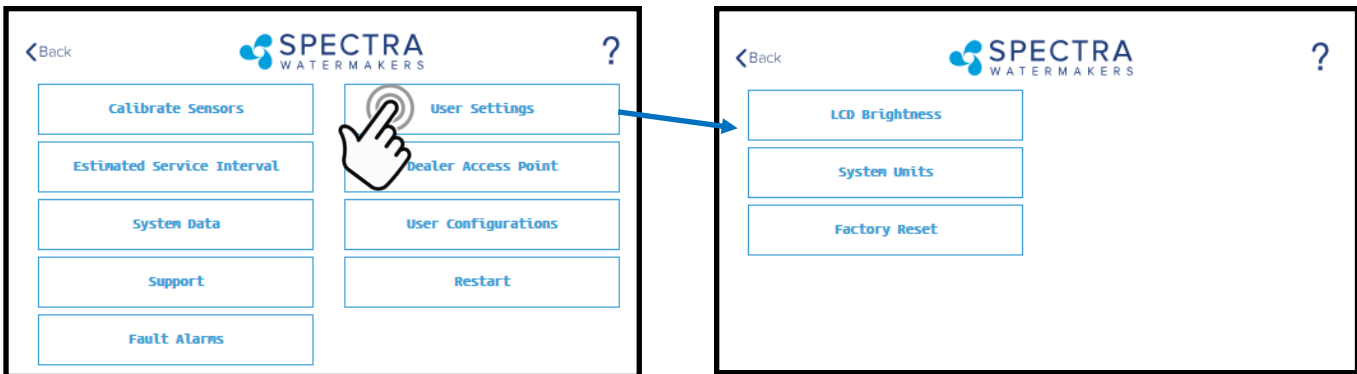 Back
SPECTRA
WATERMAKERS
?
Calibrate Sensors
User Settings
Estimated Service Interval
Dealer Access Point
System Data
User Configurations
Support
Restart
Fault Alarms
Back
SPECTRA
WATERMAKERS
?
LCD Brightness
System Units
Factory Reset